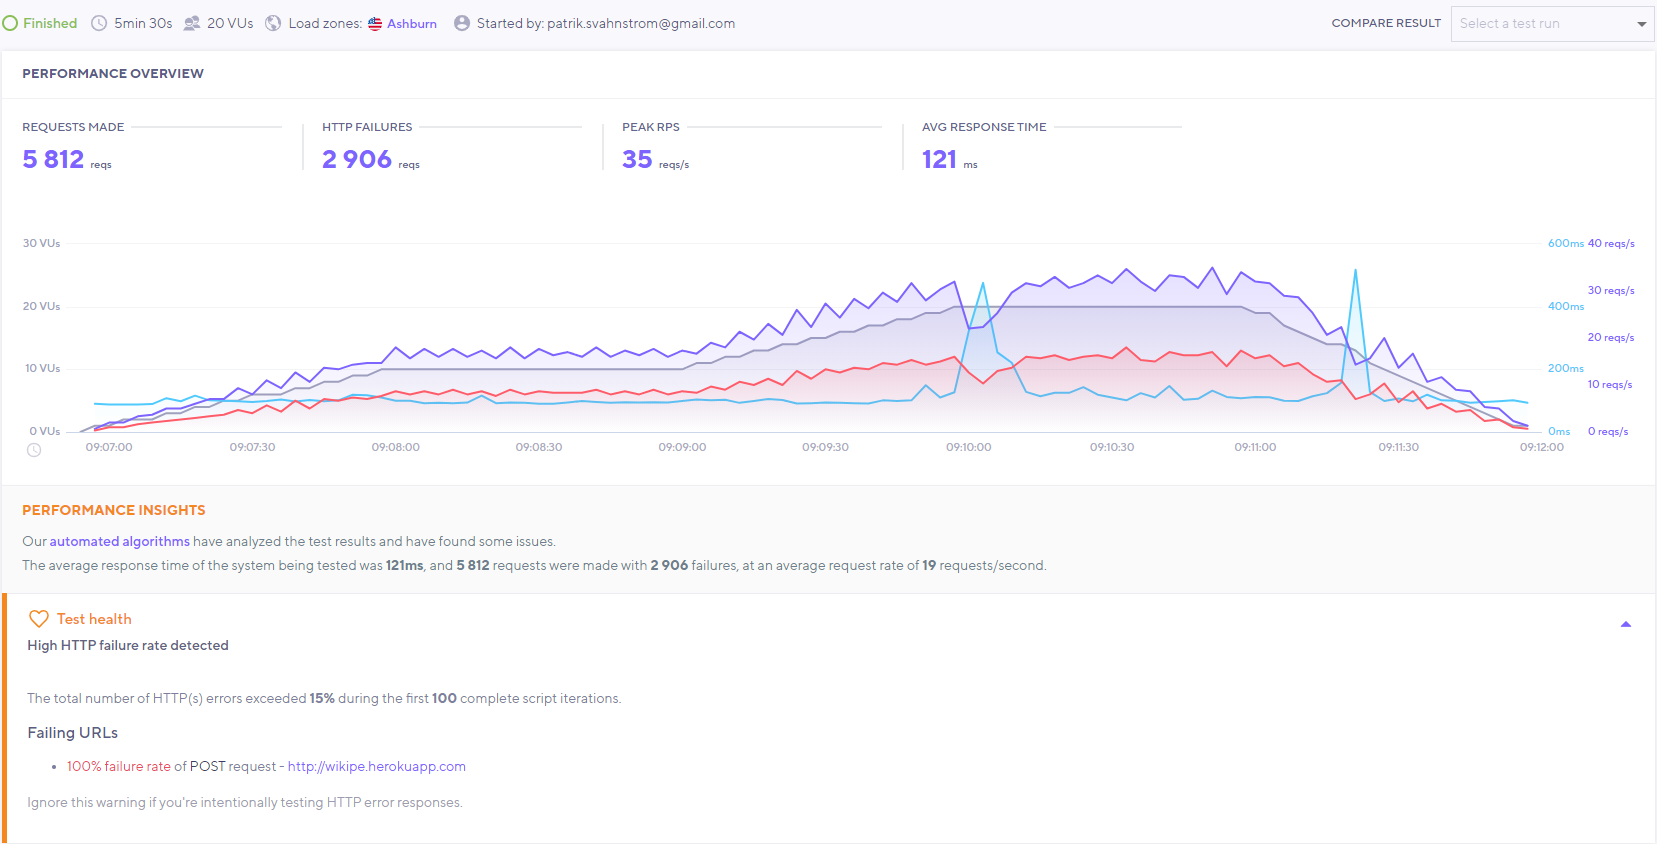 Finished 5min 30s 20 VUs Load zones: Ashburn Started by: patrik.svahnstrom@gmail.com COMPARE RESULT Select a test run
PERFORMANCE OVERVIEW
REQUESTS MADE HTTP FAILURES PEAK RPS AVG RESPONSE TIME
5 812 reqs 2 906 reqs 35 reqs/s 121 ms
30 VUs 600ms 40 reqs/s
30 reqs/s
20 VUs 400ms
20 reqs/s
10 VUs 200ms
10 reqs/s
0 VUs 0ms 0 reqs/s
09:07:00 09:07:30 09:08:00 09:08:30 09:09:00 09:09:30 09:10:00 09:10:30 09:11:00 09:11:30 09:12:00
PERFORMANCE INSIGHTS
Our automated algorithms have analyzed the test results and have found some issues.
The average response time of the system being tested was 121ms, and 5 812 requests were made with 2 906 failures, at an average request rate of 19 requests/second.
Test health
High HTTP failure rate detected
The total number of HTTP(s) errors exceeded 15% during the first 100 complete script iterations.
Failing URLs
• 100% failure rate of POST request - http://wikipe.herokuapp.com
Ignore this warning if you're intentionally testing HTTP error responses.